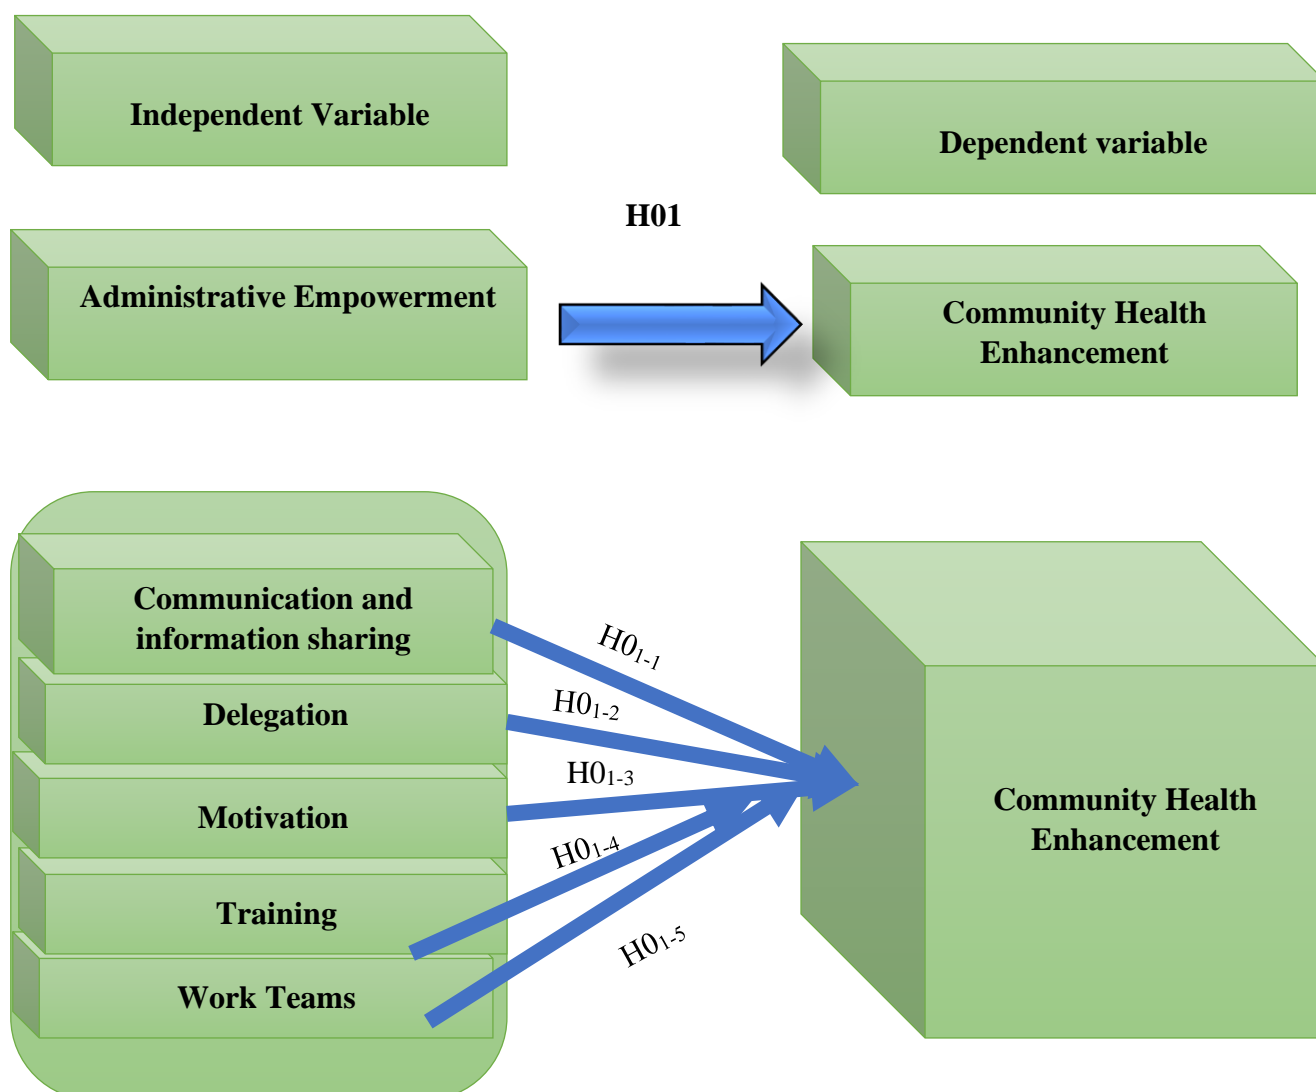 Independent Variable
Dependent variable
H01
Administrative Empowerment
Community Health
Enhancement
Communication and
information sharing
H0₁₋₁
Delegation
H0₁₋₂
H0₁₋₃
Motivation
Community Health
Enhancement
H0₁₋₄
Training
H0₁₋₅
Work Teams